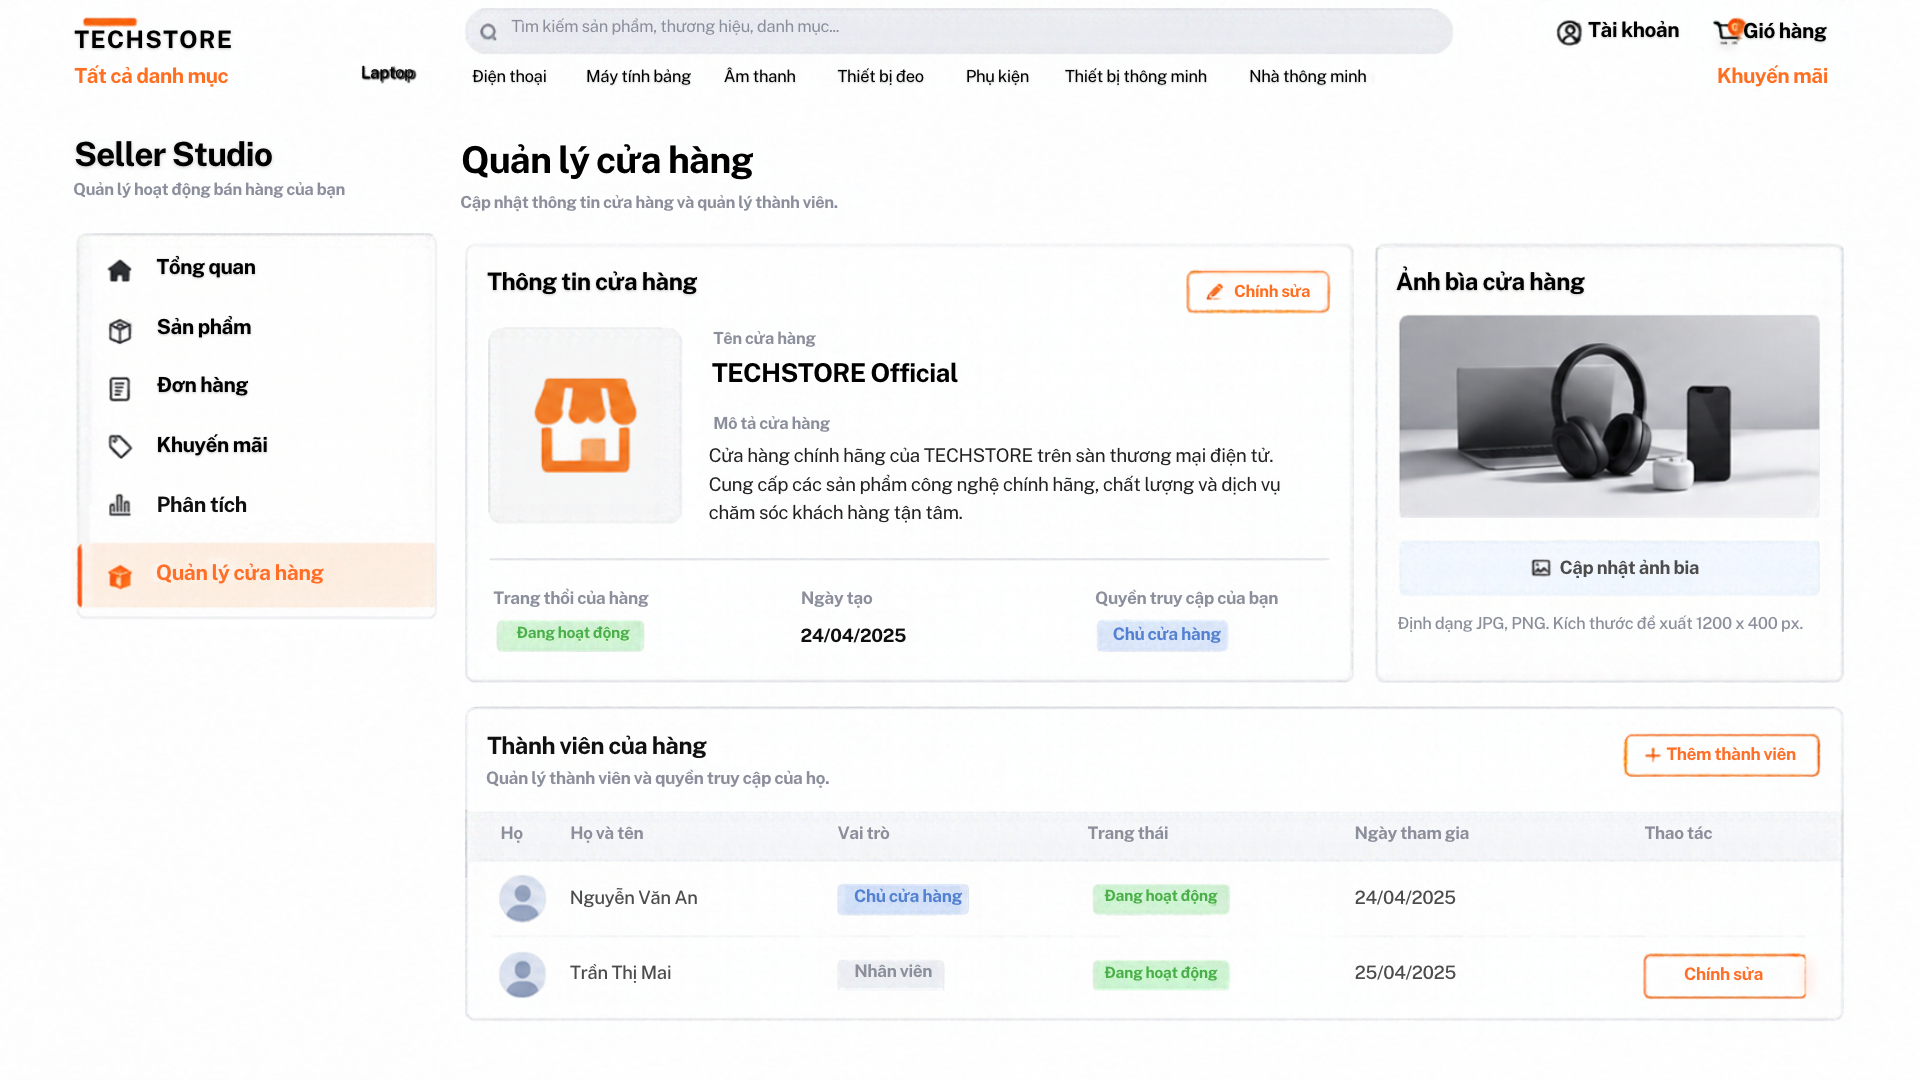 TECHSTORE
Tìm kiếm sản phẩm, thương hiệu, danh mục...
Tài khoản
Giỏ hàng
Tất cả danh mục
Laptop
Điện thoại
Máy tính bảng
Âm thanh
Thiết bị đeo
Phụ kiện
Thiết bị thông minh
Nhà thông minh
Khuyến mãi
Seller Studio
Quản lý hoạt động bán hàng của bạn
Tổng quan
Sản phẩm
Đơn hàng
Khuyến mãi
Phân tích
Quản lý cửa hàng
Quản lý cửa hàng
Cập nhật thông tin cửa hàng và quản lý thành viên.
Thông tin cửa hàng
Chính sửa
Tên cửa hàng
TECHSTORE Official
Mô tả cửa hàng
Cửa hàng chính hãng của TECHSTORE trên sàn thương mại điện tử.
Cung cấp các sản phẩm công nghệ chính hãng, chất lượng và dịch vụ
chăm sóc khách hàng tận tâm.
Trang thổi của hàng
Đang hoạt động
Ngày tạo
24/04/2025
Quyền truy cập của bạn
Chủ cửa hàng
Ảnh bìa cửa hàng
Cập nhật ảnh bia
Định dạng JPG, PNG. Kích thước đề xuất 1200 x 400 px.
Thành viên của hàng
Quản lý thành viên và quyền truy cập của họ.
+ Thêm thành viên
Họ
Họ và tên
Vai trò
Trang thái
Ngày tham gia
Thao tác
Nguyễn Văn An
Chủ cửa hàng
Đang hoạt động
24/04/2025
Trần Thị Mai
Nhân viên
Đang hoạt động
25/04/2025
Chính sửa